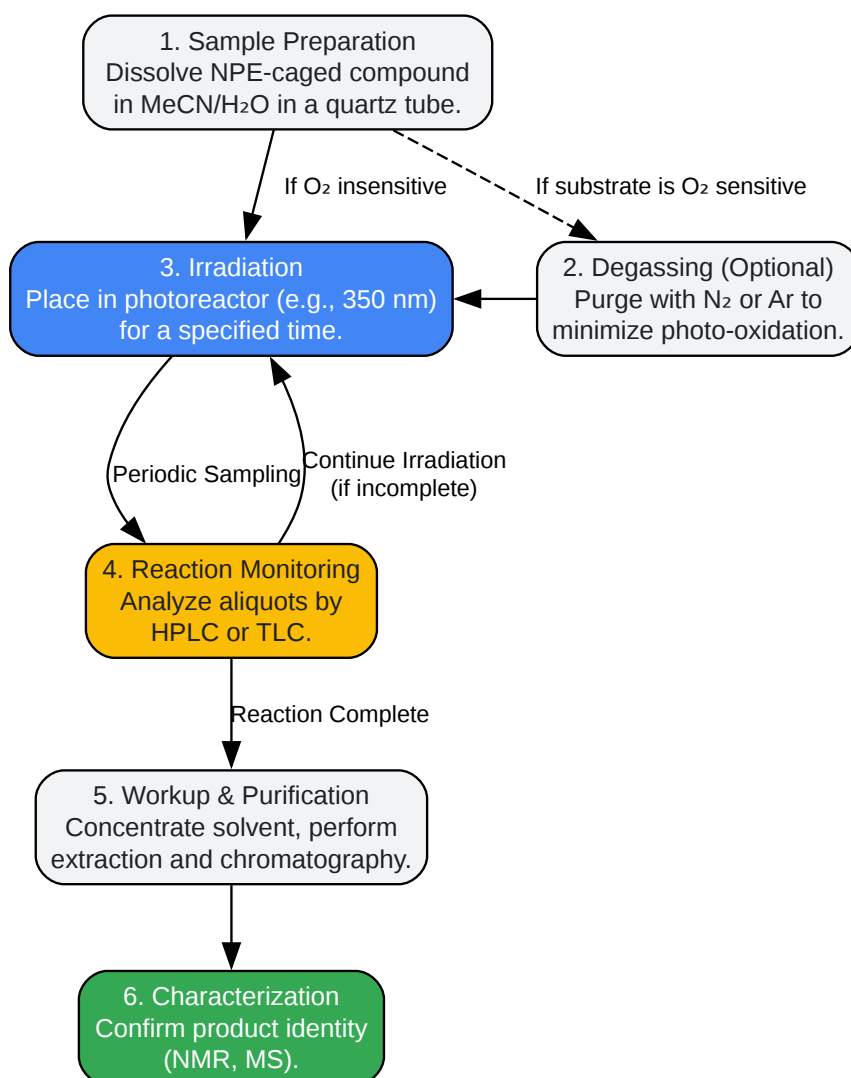 1. Sample Preparation
Dissolve NPE-caged compound
in MeCN/H₂O in a quartz tube.
If O₂ insensitive
If substrate is O₂ sensitive
3. Irradiation
Place in photoreactor (e.g., 350 nm)
for a specified time.
2. Degassing (Optional)
Purge with N₂ or Ar to
minimize photo-oxidation.
Periodic Sampling
Continue Irradiation
(if incomplete)
4. Reaction Monitoring
Analyze aliquots by
HPLC or TLC.
Reaction Complete
5. Workup & Purification
Concentrate solvent, perform
extraction and chromatography.
6. Characterization
Confirm product identity
(NMR, MS).